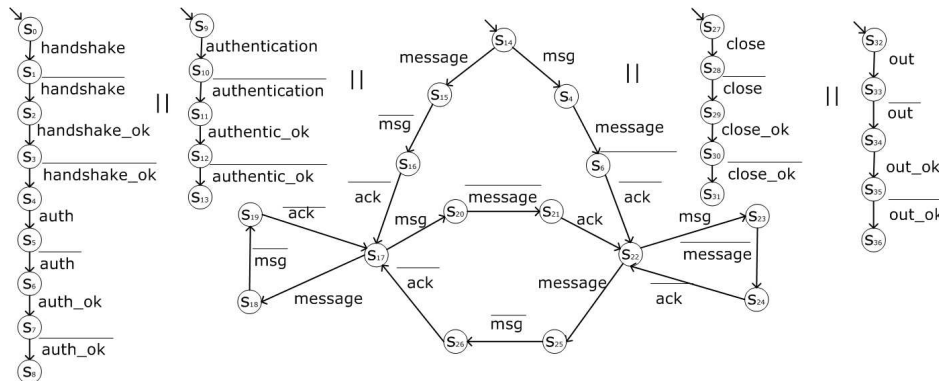 S0
handshake
S1
handshake
S2
handshake_ok
S3
handshake_ok
S4
auth
S5
auth
S6
auth_ok
S7
auth_ok
S8
||
S9
authentication
S10
authentication
S11
authentic_ok
S12
authentic_ok
S13
||
S14
message
msg
S15
S4
msg
message
S16
S6
ack
ack
S19
ack
msg
S20
message
S21
ack
msg
S23
msg
S17
S22
message
S18
message
ack
message
ack
S24
S26
msg
S25
||
S27
close
S28
close
S29
close_ok
S30
close_ok
S31
||
S32
out
S33
out
S34
out_ok
S35
out_ok
S36